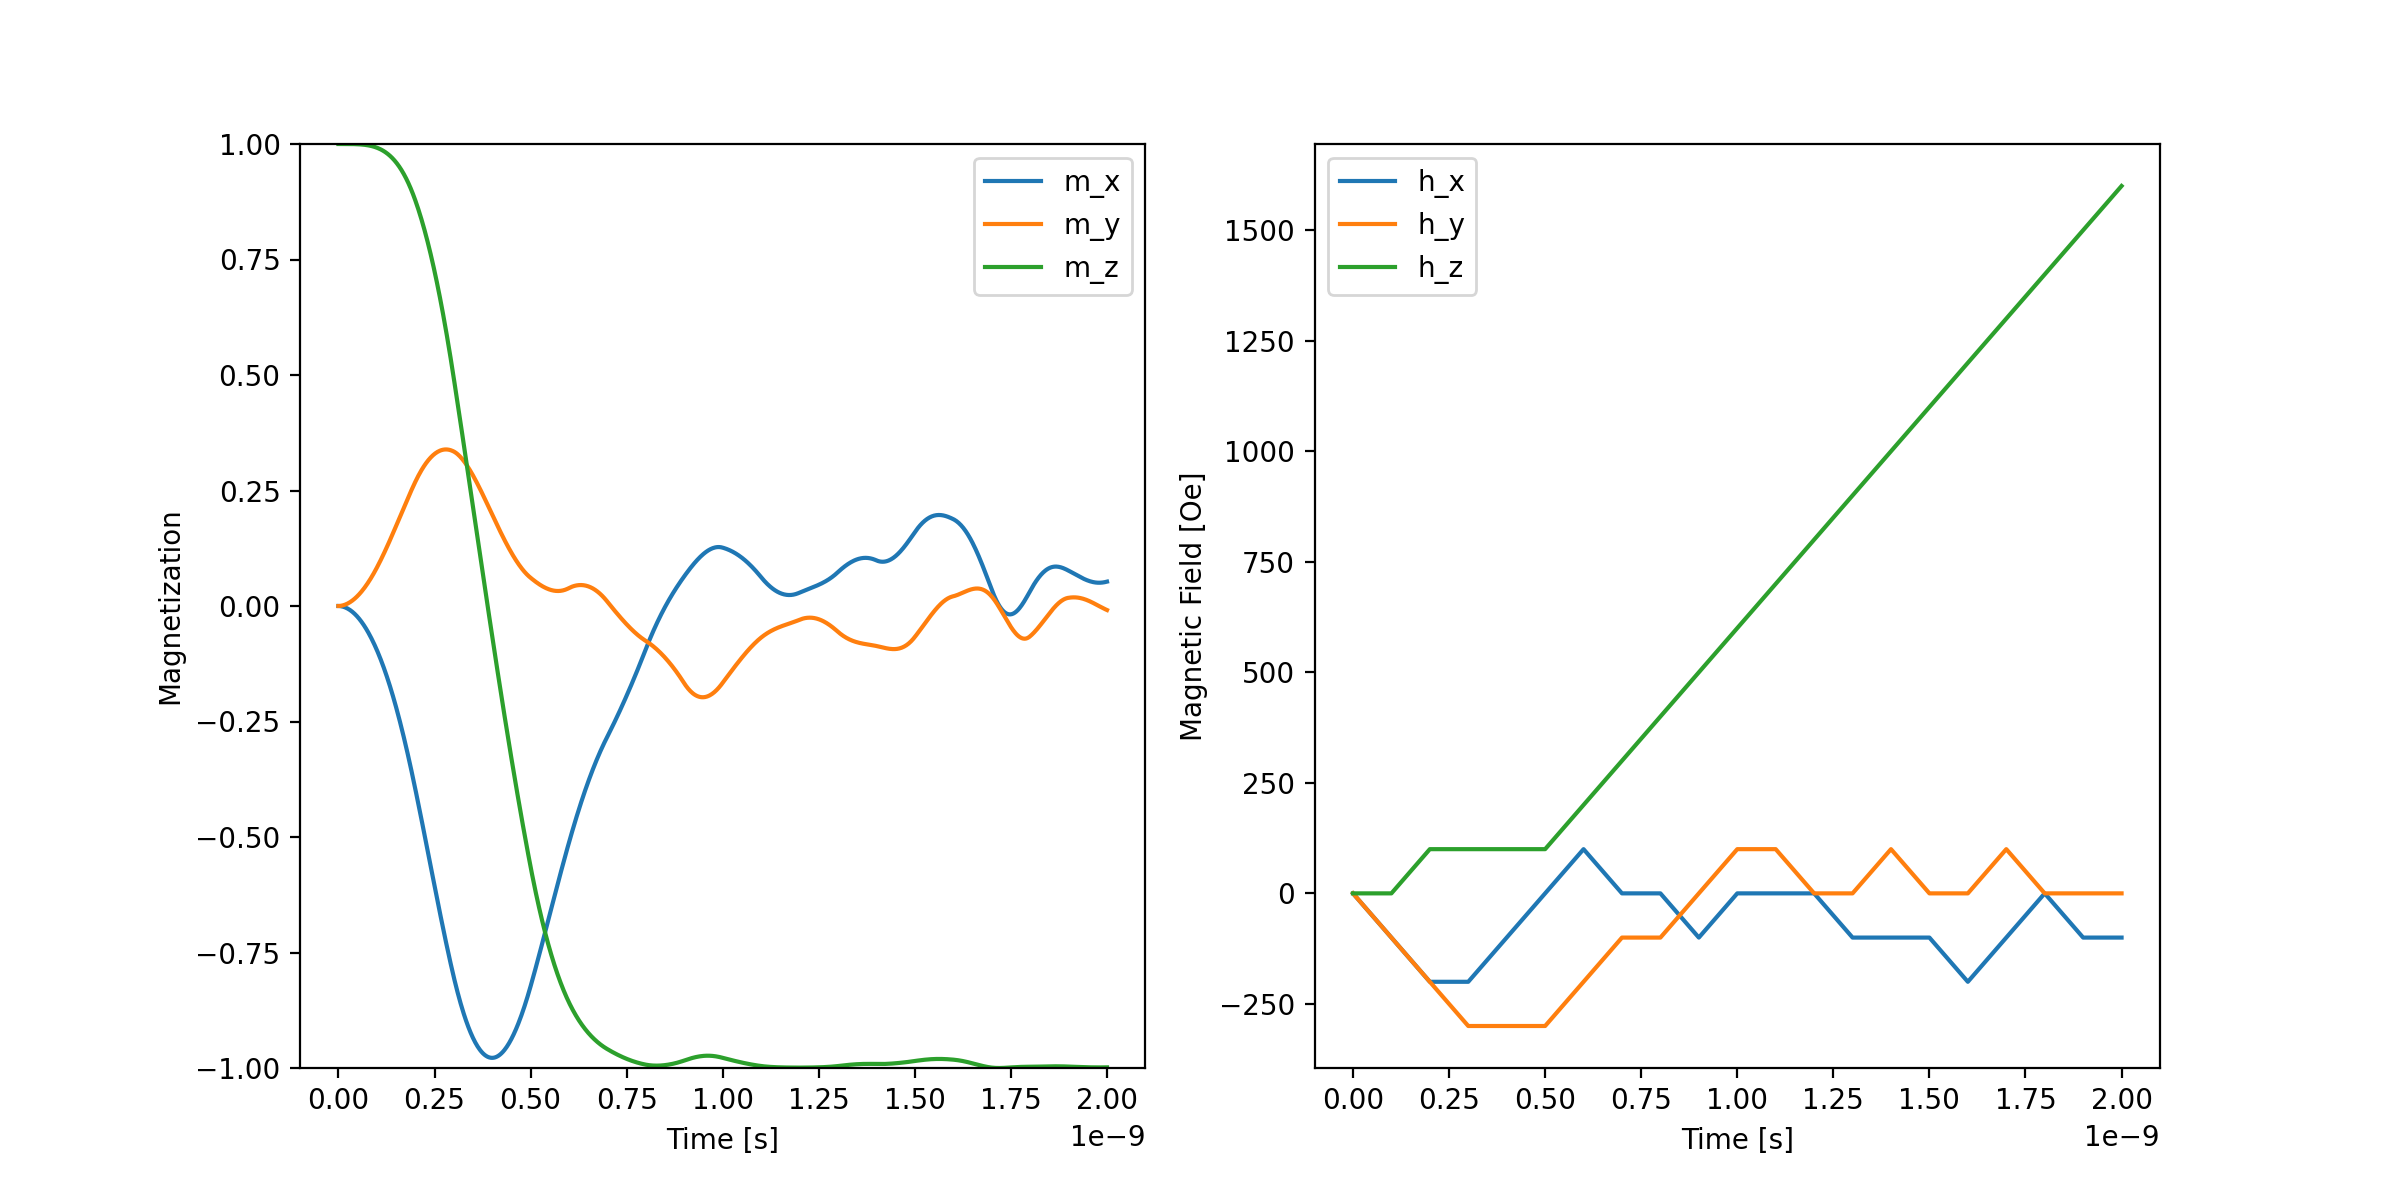 1.00
0.75
0.50
0.25
0.00
−0.25
−0.50
−0.75
−1.00
Magnetization
m_x
m_y
m_z
0.00 0.25 0.50 0.75 1.00 1.25 1.50 1.75 2.00
Time [s]
1e−9
1500
1250
1000
750
500
250
0
−250
Magnetic Field [Oe]
h_x
h_y
h_z
0.00 0.25 0.50 0.75 1.00 1.25 1.50 1.75 2.00
Time [s]
1e−9